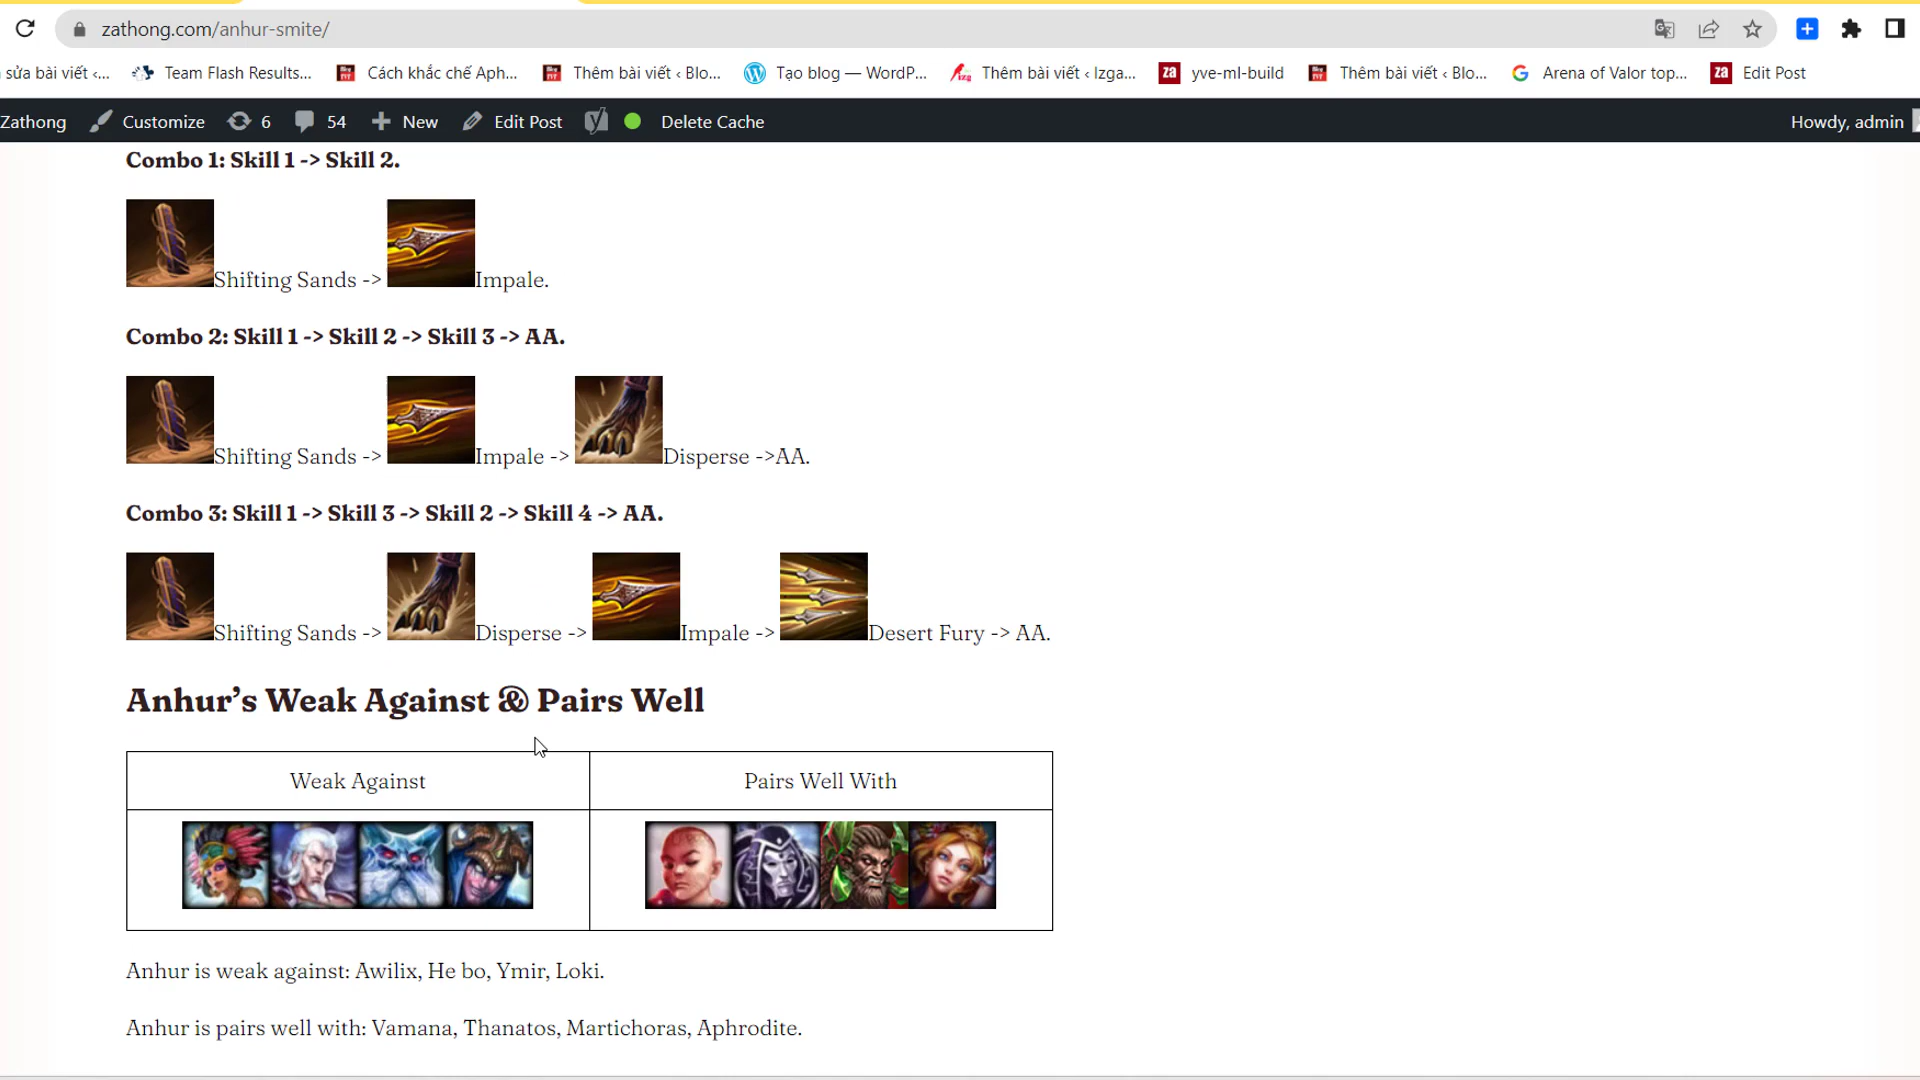 zathong.com/anhur-smite/
sửa bài viết ‹... Team Flash Results... Cách khắc chế Aph... Thêm bài viết ‹ Blo... Tạo blog — WordP... Thêm bài viết ‹ Izga... yve-ml-build Thêm bài viết ‹ Blo... Arena of Valor top... Edit Post
Zathong Customize 6 54 New Edit Post Delete Cache Howdy, admin
Combo 1: Skill 1 -> Skill 2.
Shifting Sands -> Impale.
Combo 2: Skill 1 -> Skill 2 -> Skill 3 -> AA.
Shifting Sands -> Impale -> Disperse ->AA.
Combo 3: Skill 1 -> Skill 3 -> Skill 2 -> Skill 4 -> AA.
Shifting Sands -> Disperse -> Impale -> Desert Fury -> AA.
Anhur’s Weak Against & Pairs Well
Weak Against Pairs Well With
Anhur is weak against: Awilix, He bo, Ymir, Loki.
Anhur is pairs well with: Vamana, Thanatos, Martichoras, Aphrodite.